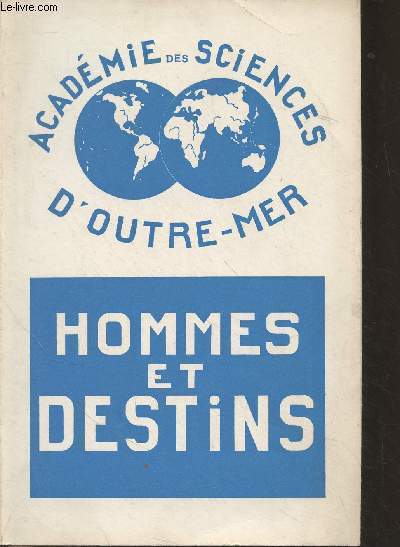 Le-livre.com
ACADÉMiE DES SCiENCES
D'OUTRE-MER
HOMMES
ET
DESTiNS